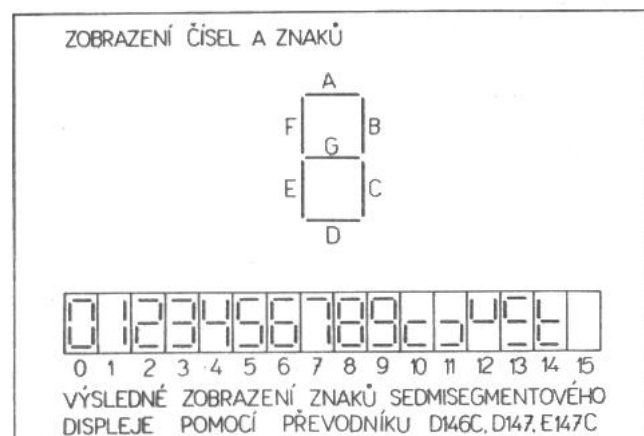 ZOBRAZENÍ ČÍSEL A ZNAKŮ
A
F B
G
E C
D
0 1 2 3 4 5 6 7 8 9 10 11 12 13 14 15
VÝSLEDNÉ ZOBRAZENÍ ZNAKŮ SEDMISEGMENTOVÉHO
DISPLEJE POMOCÍ PŘEVODNÍKU D146C, D147, E147C